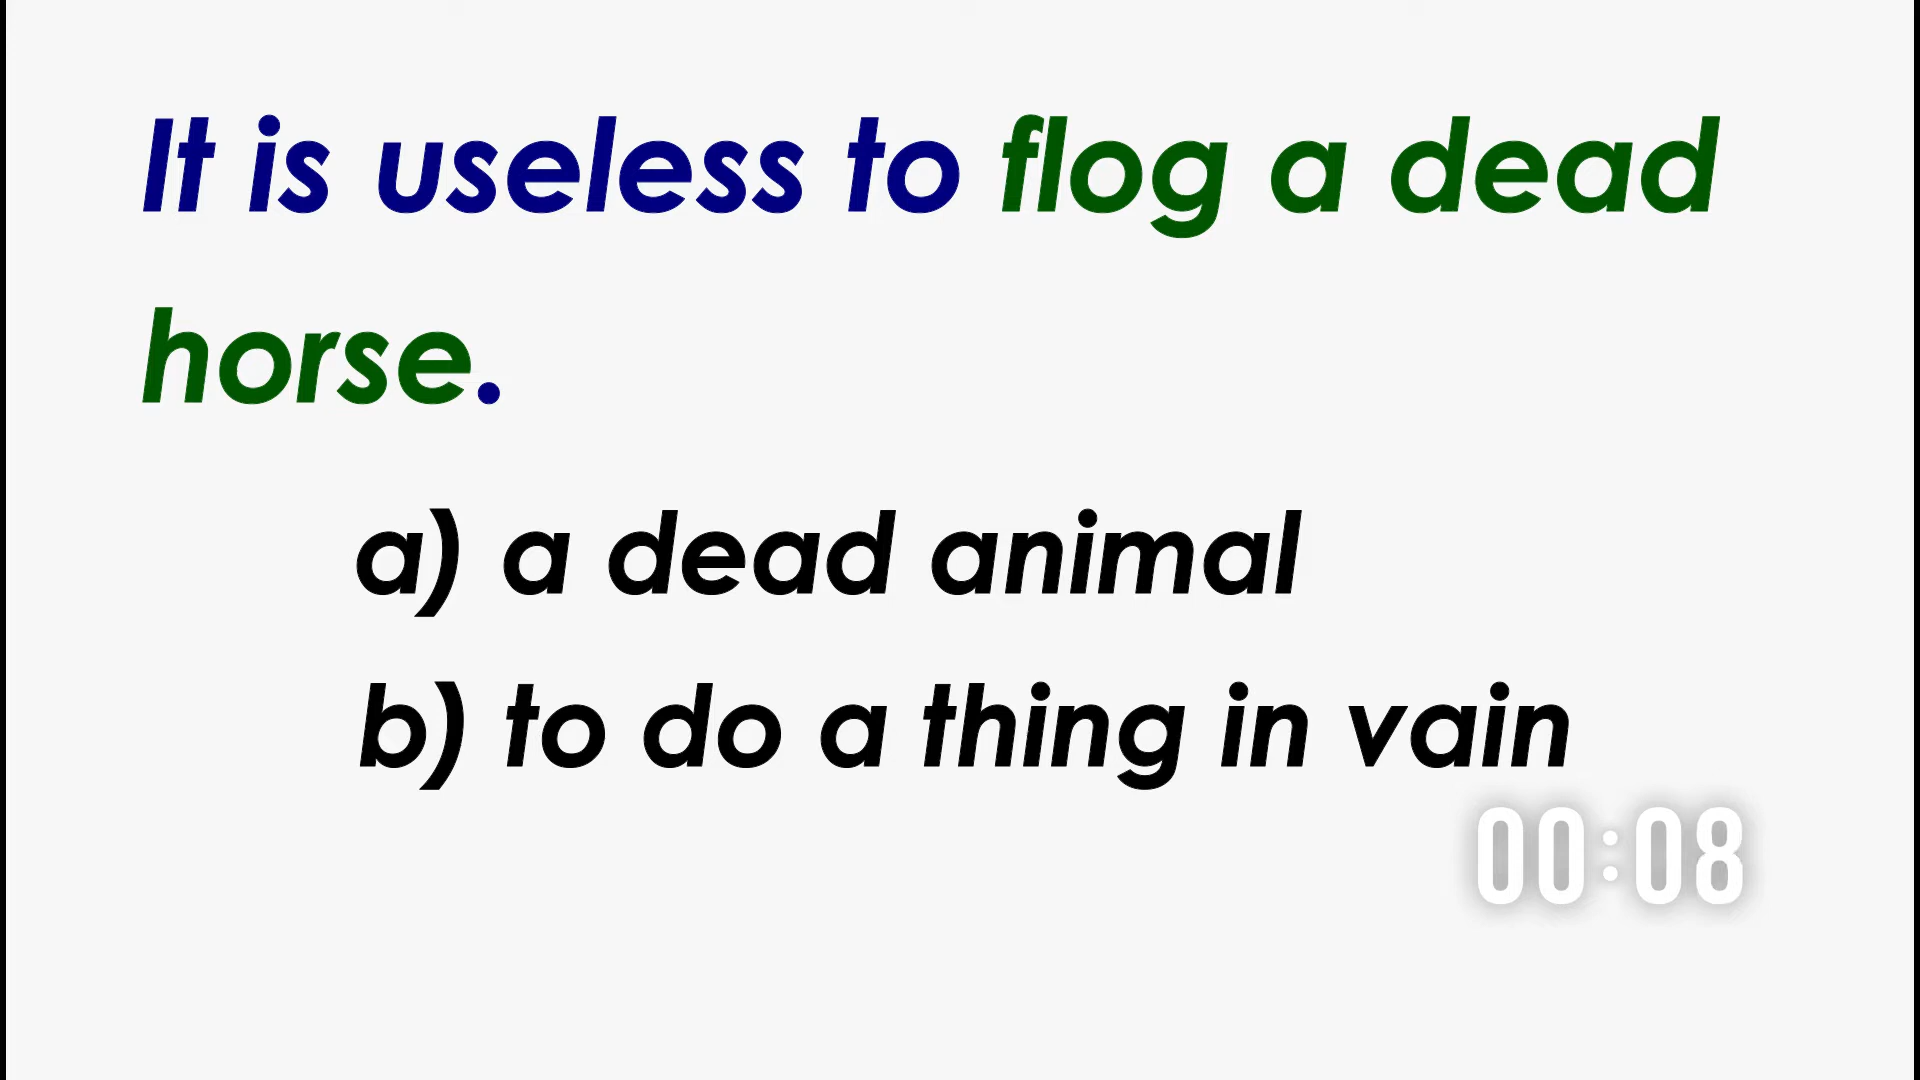 It is useless to flog a dead
horse.
a) a dead animal
b) to do a thing in vain
00:08